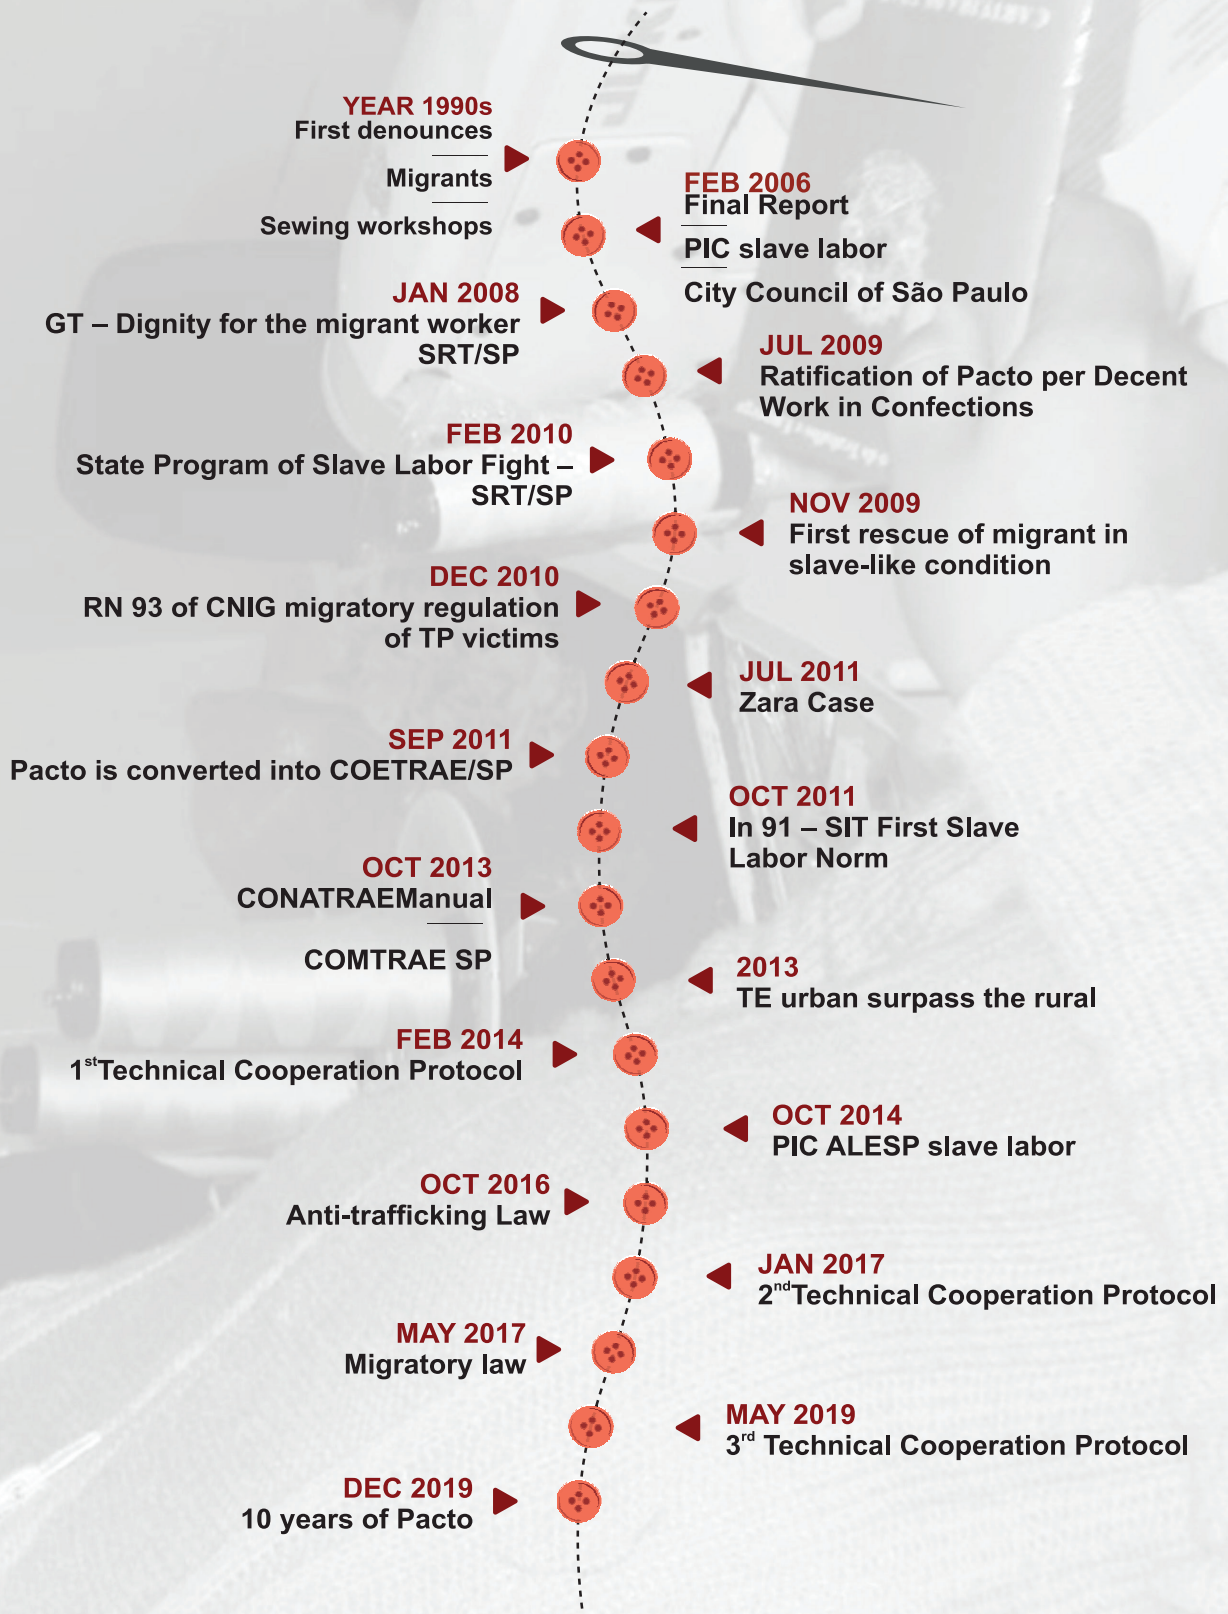 YEAR 1990s
First denounces
Migrants
Sewing workshops
FEB 2006
Final Report
PIC slave labor
City Council of São Paulo
JAN 2008
GT – Dignity for the migrant worker
SRT/SP
JUL 2009
Ratification of Pacto per Decent
Work in Confections
FEB 2010
State Program of Slave Labor Fight –
SRT/SP
NOV 2009
First rescue of migrant in
slave-like condition
DEC 2010
RN 93 of CNIG migratory regulation
of TP victims
JUL 2011
Zara Case
SEP 2011
Pacto is converted into COETRAE/SP
OCT 2011
In 91 – SIT First Slave
Labor Norm
OCT 2013
CONATRAEManual
COMTRAE SP
2013
TE urban surpass the rural
FEB 2014
1stTechnical Cooperation Protocol
OCT 2014
PIC ALESP slave labor
OCT 2016
Anti-trafficking Law
JAN 2017
2ndTechnical Cooperation Protocol
MAY 2017
Migratory law
MAY 2019
3rd Technical Cooperation Protocol
DEC 2019
10 years of Pacto